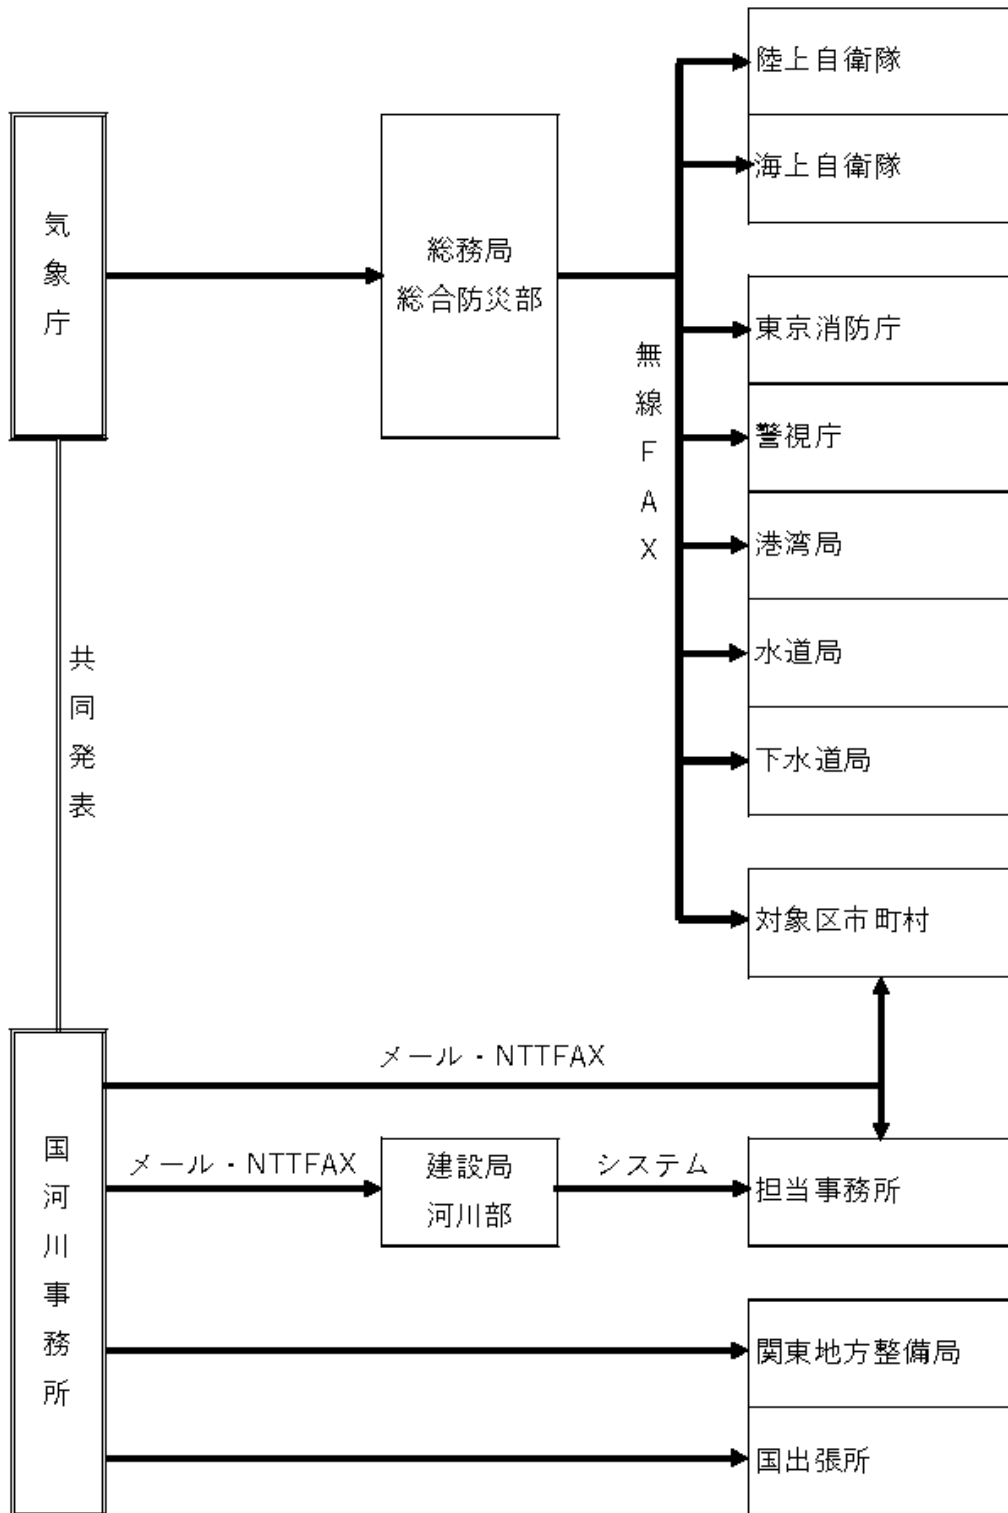 気象庁
総務局
総合防災部
無線FAX
陸上自衛隊
海上自衛隊
東京消防庁
警視庁
港湾局
水道局
下水道局
対象区市町村
共同発表
国河川事務所
メール・NTTFAX
メール・NTTFAX
建設局
河川部
システム
担当事務所
関東地方整備局
国出張所